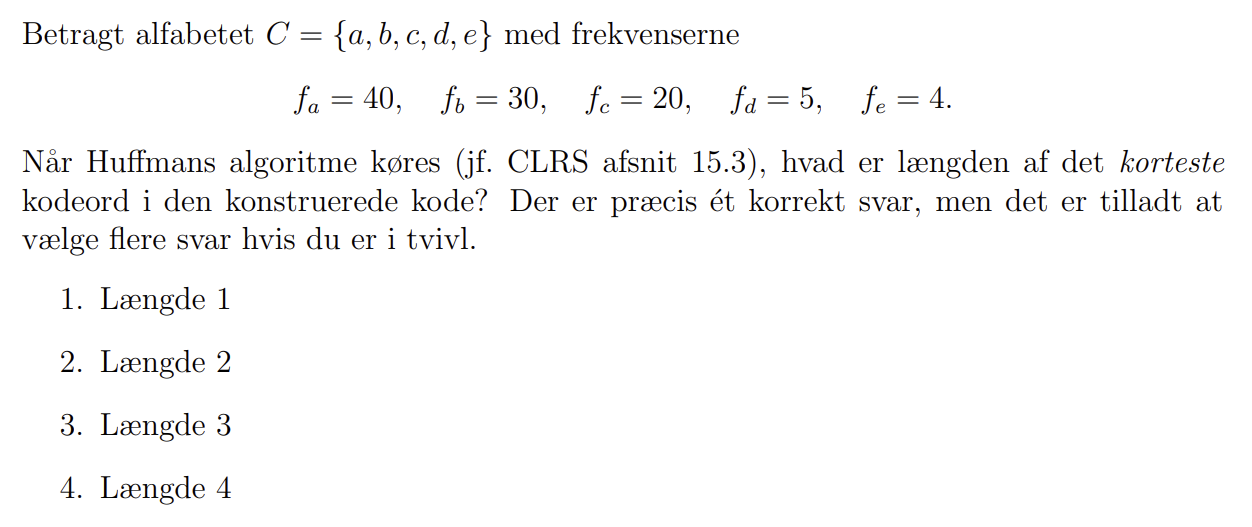 Betragt alfabetet C = {a, b, c, d, e} med frekvenserne
f_a = 40, f_b = 30, f_c = 20, f_d = 5, f_e = 4.
Når Huffmans algoritme køres (jf. CLRS afsnit 15.3), hvad er længden af det korteste
kodeord i den konstruerede kode? Der er præcis ét korrekt svar, men det er tilladt at
vælge flere svar hvis du er i tvivl.
1. Længde 1
2. Længde 2
3. Længde 3
4. Længde 4